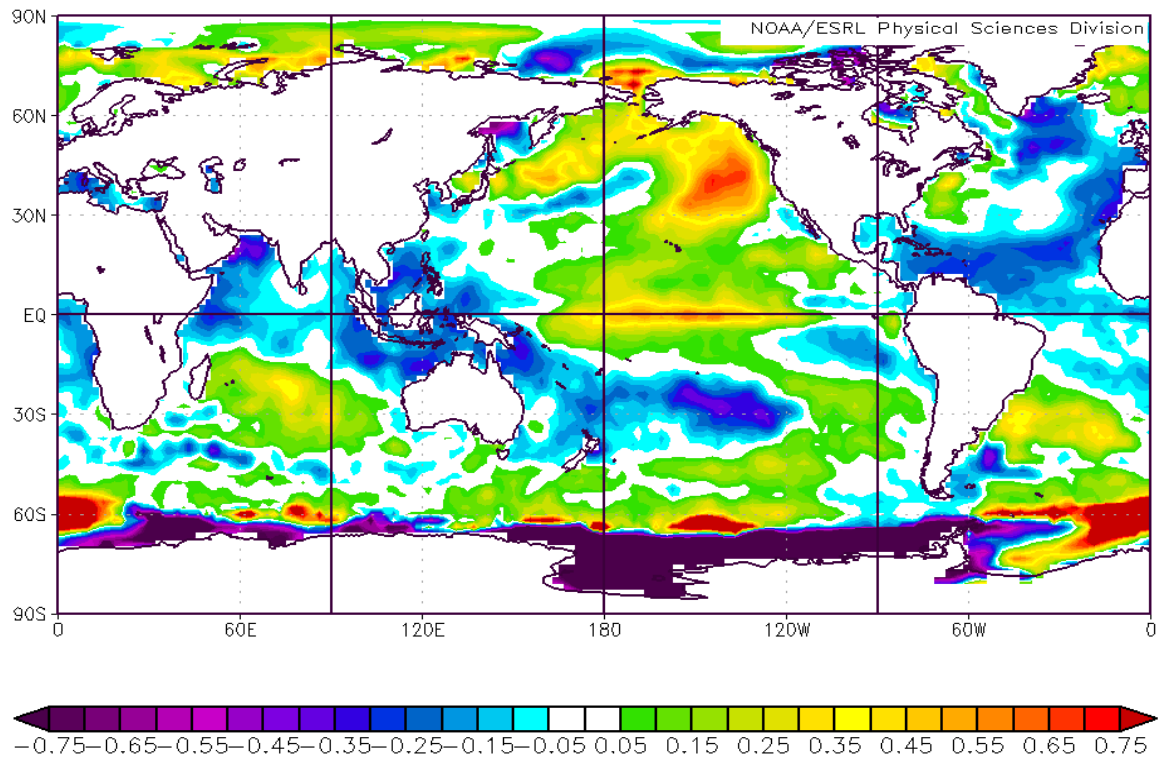 NOAA/ESRL Physical Sciences Division
90N
60N
30N
EQ
30S
60S
90S
0 60E 120E 180 120W 60W 0
−0.75−0.65−0.55−0.45−0.35−0.25−0.15−0.05 0.05 0.15 0.25 0.35 0.45 0.55 0.65 0.75